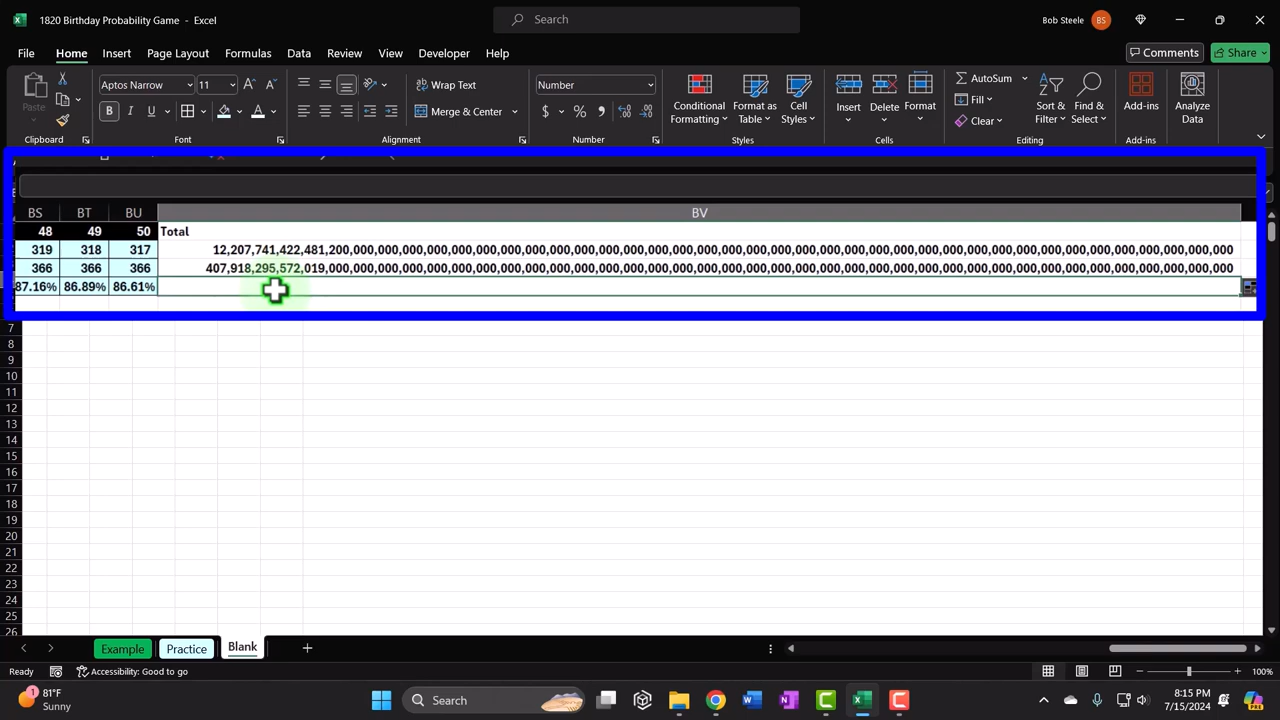 1820 Birthday Probability Game - Excel
Search
Bob Steele BS
File Home Insert Page Layout Formulas Data Review View Developer Help
Comments Share
Paste
Clipboard
Aptos Narrow 11
B I U
Font
Wrap Text
Merge & Center
Alignment
Number
$ %
Number
Conditional Formatting
Format as Table
Cell Styles
Styles
Insert Delete Format
Cells
AutoSum
Fill
Clear
Sort & Filter
Find & Select
Editing
Add-ins
Add-ins
Analyze Data
BS BT BU BV
48 49 50 Total
319 318 317 12,207,741,422,481,200,000,000,000,000,000,000,000,000,000,000,000,000,000,000,000,000,000,000,000,000,000,000,000,000,000,000,000,000,000,000,000,000,000,000,000,000,000,000
366 366 366 407,918,295,572,019,000,000,000,000,000,000,000,000,000,000,000,000,000,000,000,000,000,000,000,000,000,000,000,000,000,000,000,000,000,000,000,000,000,000,000,000,000,000,000
87.16% 86.89% 86.61%
7
8
9
10
11
12
13
14
15
16
17
18
19
20
21
22
23
24
25
26
Example Practice Blank
Ready Accessibility: Good to go 100%
1
81°F
Sunny
Search
8:15 PM
7/15/2024